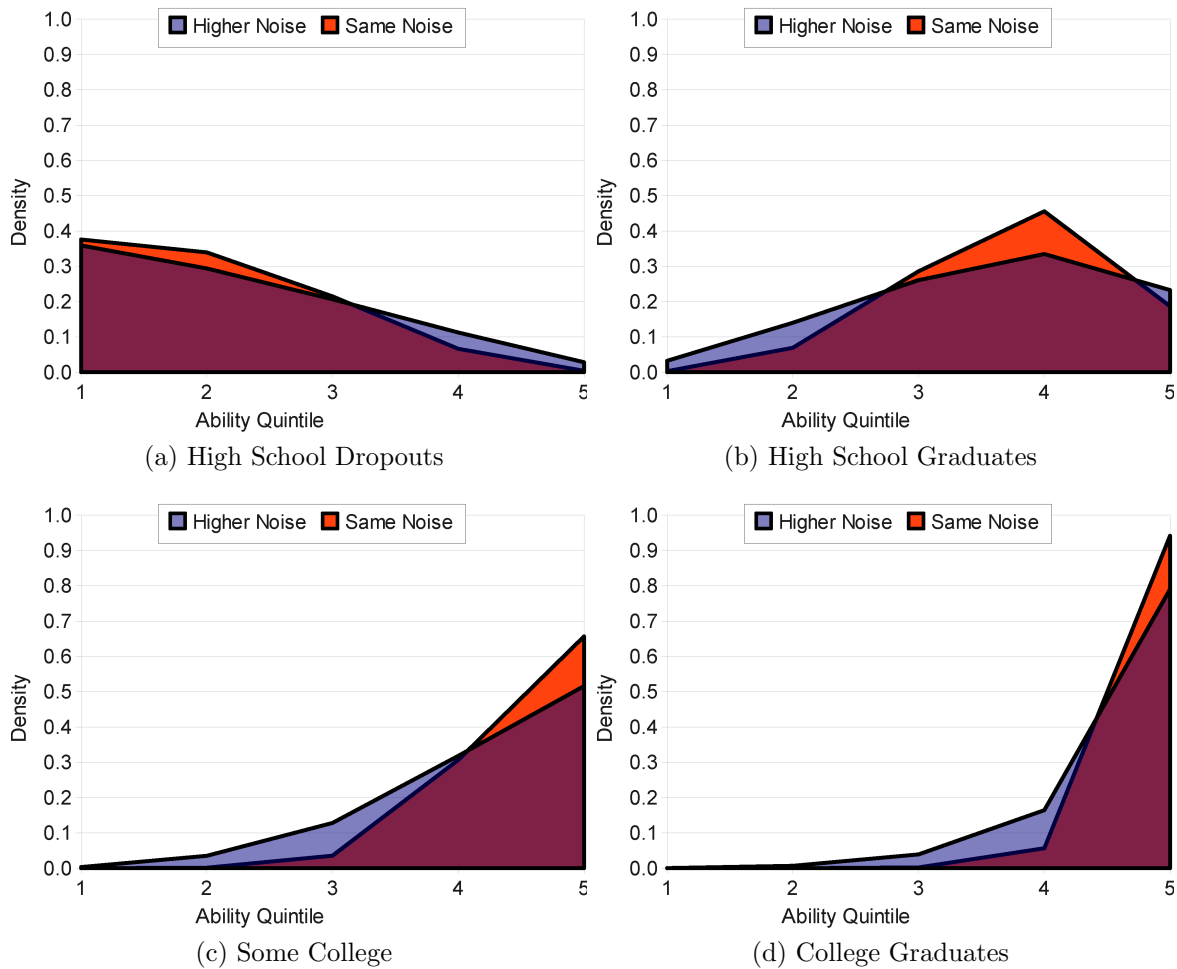 Higher Noise Same Noise
1.0
0.9
0.8
0.7
0.6
0.5
0.4
0.3
0.2
0.1
0.0
Density
1 2 3 4 5
Ability Quintile
(a) High School Dropouts
Higher Noise Same Noise
1.0
0.9
0.8
0.7
0.6
0.5
0.4
0.3
0.2
0.1
0.0
Density
1 2 3 4 5
Ability Quintile
(b) High School Graduates
Higher Noise Same Noise
1.0
0.9
0.8
0.7
0.6
0.5
0.4
0.3
0.2
0.1
0.0
Density
1 2 3 4 5
Ability Quintile
(c) Some College
Higher Noise Same Noise
1.0
0.9
0.8
0.7
0.6
0.5
0.4
0.3
0.2
0.1
0.0
Density
1 2 3 4 5
Ability Quintile
(d) College Graduates